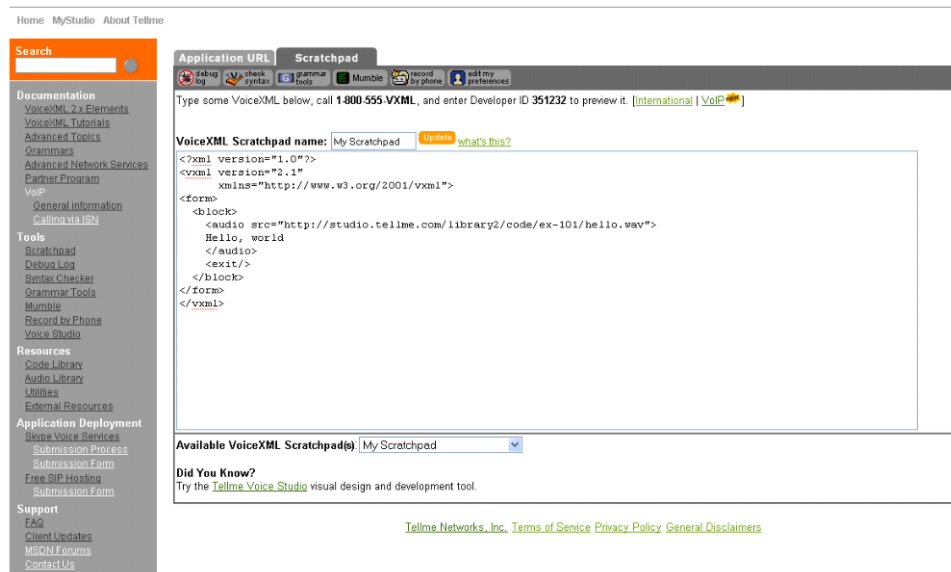 Home MyStudio About Tellme
Search
Documentation
VoiceXML 2.x Elements
VoiceXML Tutorials
Advanced Topics
Grammars
Advanced Network Services
Partner Program
VoIP
General information
Calling via ISN
Tools
Scratchpad
Debug Log
Syntax Checker
Grammar Tools
Mumble
Record by Phone
Voice Studio
Resources
Code Library
Audio Library
Utilities
External Resources
Application Deployment
Skype Voice Services
Submission Process
Submission Form
Free SIP Hosting
Submission Form
Support
FAQ
Client Updates
MSDN Forums
Contact Us
Application URL Scratchpad
debug log check syntax grammar tools Mumble record by phone edit my preferences
Type some VoiceXML below, call 1-800-555-VXML, and enter Developer ID 351232 to preview it. [International | VoIP ]
VoiceXML Scratchpad name: My Scratchpad Update what's this?
<?xml version="1.0"?>
<vxml version="2.1"
xmlns="http://www.w3.org/2001/vxml">
<form>
<block>
<audio src="http://studio.tellme.com/library2/code/ex-101/hello.wav">
Hello, world
</audio>
<exit/>
</block>
</form>
</vxml>
Available VoiceXML Scratchpad(s): My Scratchpad
Did You Know?
Try the Tellme Voice Studio visual design and development tool.
Tellme Networks, Inc. Terms of Service Privacy Policy General Disclaimers